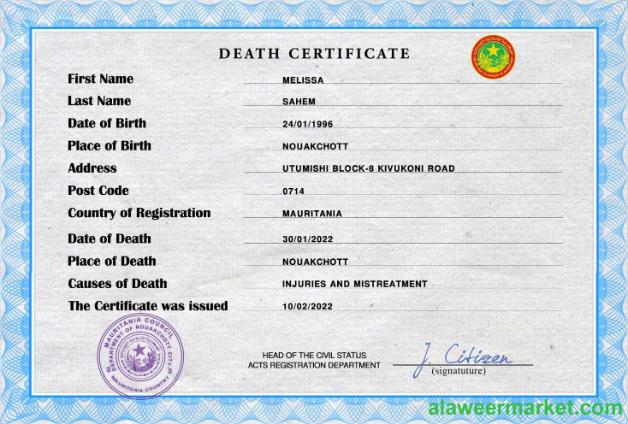 DEATH CERTIFICATE
First Name MELISSA
Last Name SAHEM
Date of Birth 24/01/1996
Place of Birth NOUAKCHOTT
Address UTUMISHI BLOCK-8 KIVUKONI ROAD
Post Code 0714
Country of Registration MAURITANIA
Date of Death 30/01/2022
Place of Death NOUAKCHOTT
Causes of Death INJURIES AND MISTREATMENT
The Certificate was issued 10/02/2022
MAURITANIA COUNCIL
DEPARTMENT OF NOUAKCHOTT CITY
MAURITANIA COUNTRY
HEAD OF THE CIVIL STATUS
ACTS REGISTRATION DEPARTMENT
J. Citizen
(signatuture)
alaweermarket.com